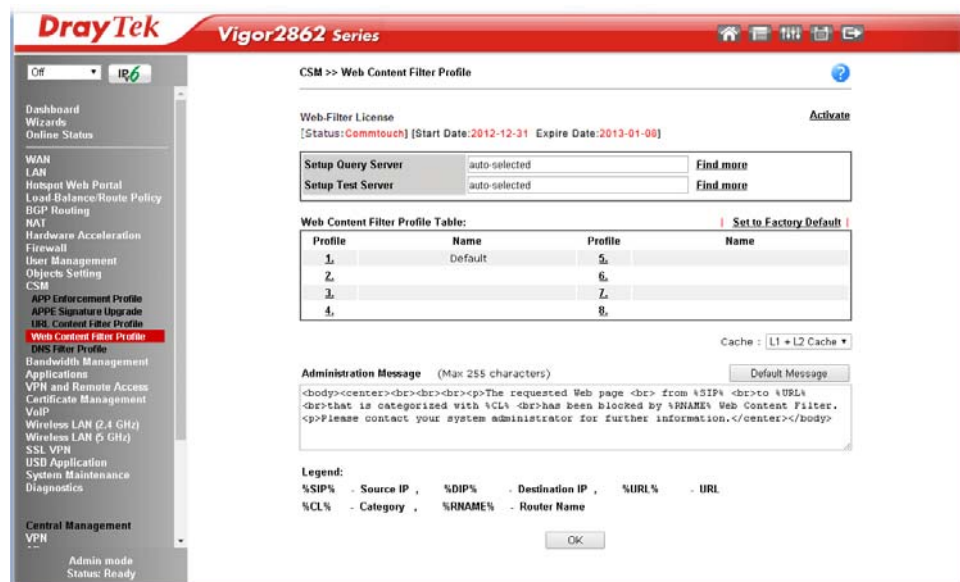 DrayTek
Vigor2862 Series
Off
IPv6
Dashboard
Wizards
Online Status
WAN
LAN
Hotspot Web Portal
Load-Balance/Route Policy
BGP Routing
NAT
Hardware Acceleration
Firewall
User Management
Objects Setting
CSM
APP Enforcement Profile
APPE Signature Upgrade
URL Content Filter Profile
Web Content Filter Profile
DNS Filter Profile
Bandwidth Management
Applications
VPN and Remote Access
Certificate Management
VoIP
Wireless LAN (2.4 GHz)
Wireless LAN (5 GHz)
SSL VPN
USB Application
System Maintenance
Diagnostics
Central Management
VPN
Admin mode
Status: Ready
CSM >> Web Content Filter Profile
?
Web-Filter License
Activate
[Status:Commtouch] [Start Date:2012-12-31 Expire Date:2013-01-08]
Setup Query Server auto-selected Find more
Setup Test Server auto-selected Find more
Web Content Filter Profile Table: | Set to Factory Default |
Profile Name Profile Name
1. Default 5.
2. 6.
3. 7.
4. 8.
Cache : L1 + L2 Cache
Administration Message (Max 255 characters) Default Message
<body><center><br><br><br><p>The requested Web page <br> from %SIP% <br>to %URL%
<br>that is categorized with %CL% <br>has been blocked by %RNAME% Web Content Filter.
<p>Please contact your system administrator for further information.</center></body>
Legend:
%SIP% - Source IP , %DIP% - Destination IP , %URL% - URL
%CL% - Category , %RNAME% - Router Name
OK